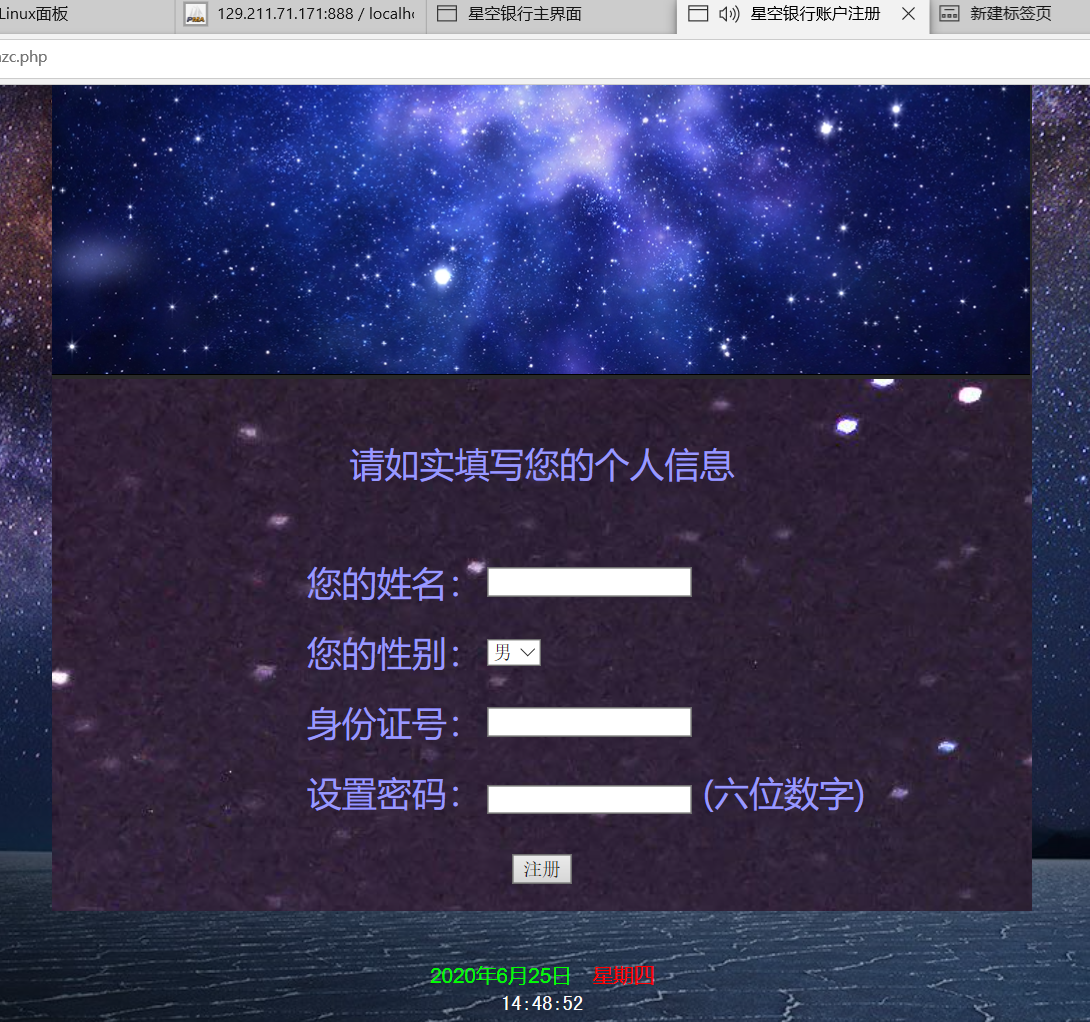 Linux面板
129.211.71.171:888 / localh
星空银行主界面
星空银行账户注册
新建标签页
zc.php
请如实填写您的个人信息
您的姓名：
您的性别： 男
身份证号：
设置密码： (六位数字)
注册
2020年6月25日 星期四
14:48:52